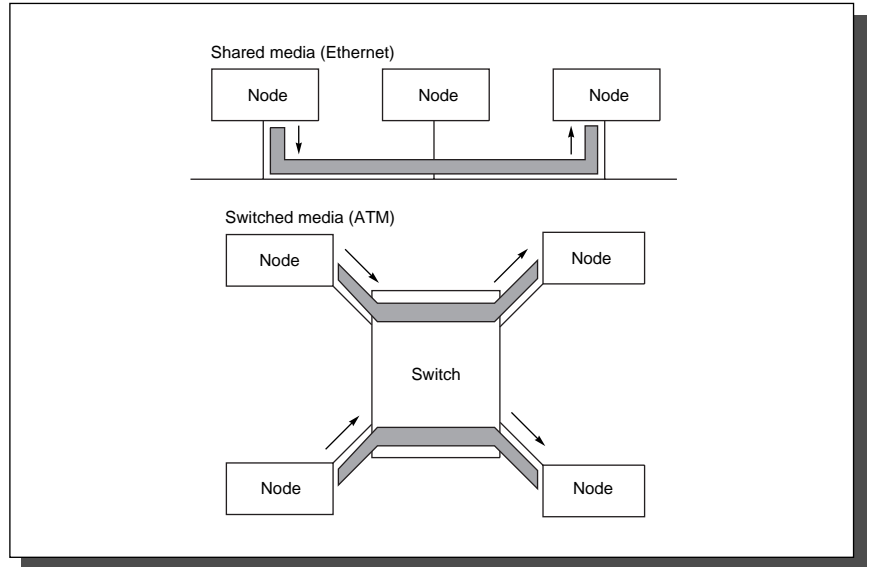 Shared media (Ethernet)
Node
Node
Node
Switched media (ATM)
Node
Node
Switch
Node
Node